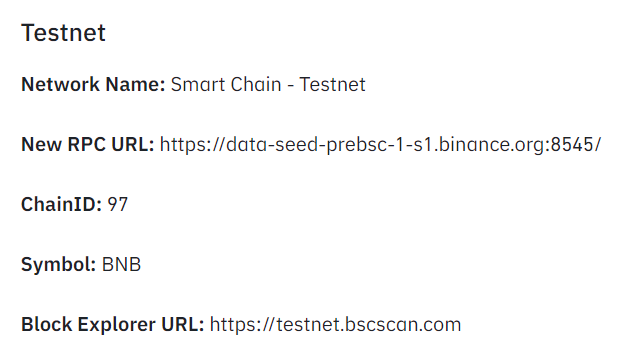 Testnet
Network Name: Smart Chain - Testnet
New RPC URL: https://data-seed-prebsc-1-s1.binance.org:8545/
ChainID: 97
Symbol: BNB
Block Explorer URL: https://testnet.bscscan.com